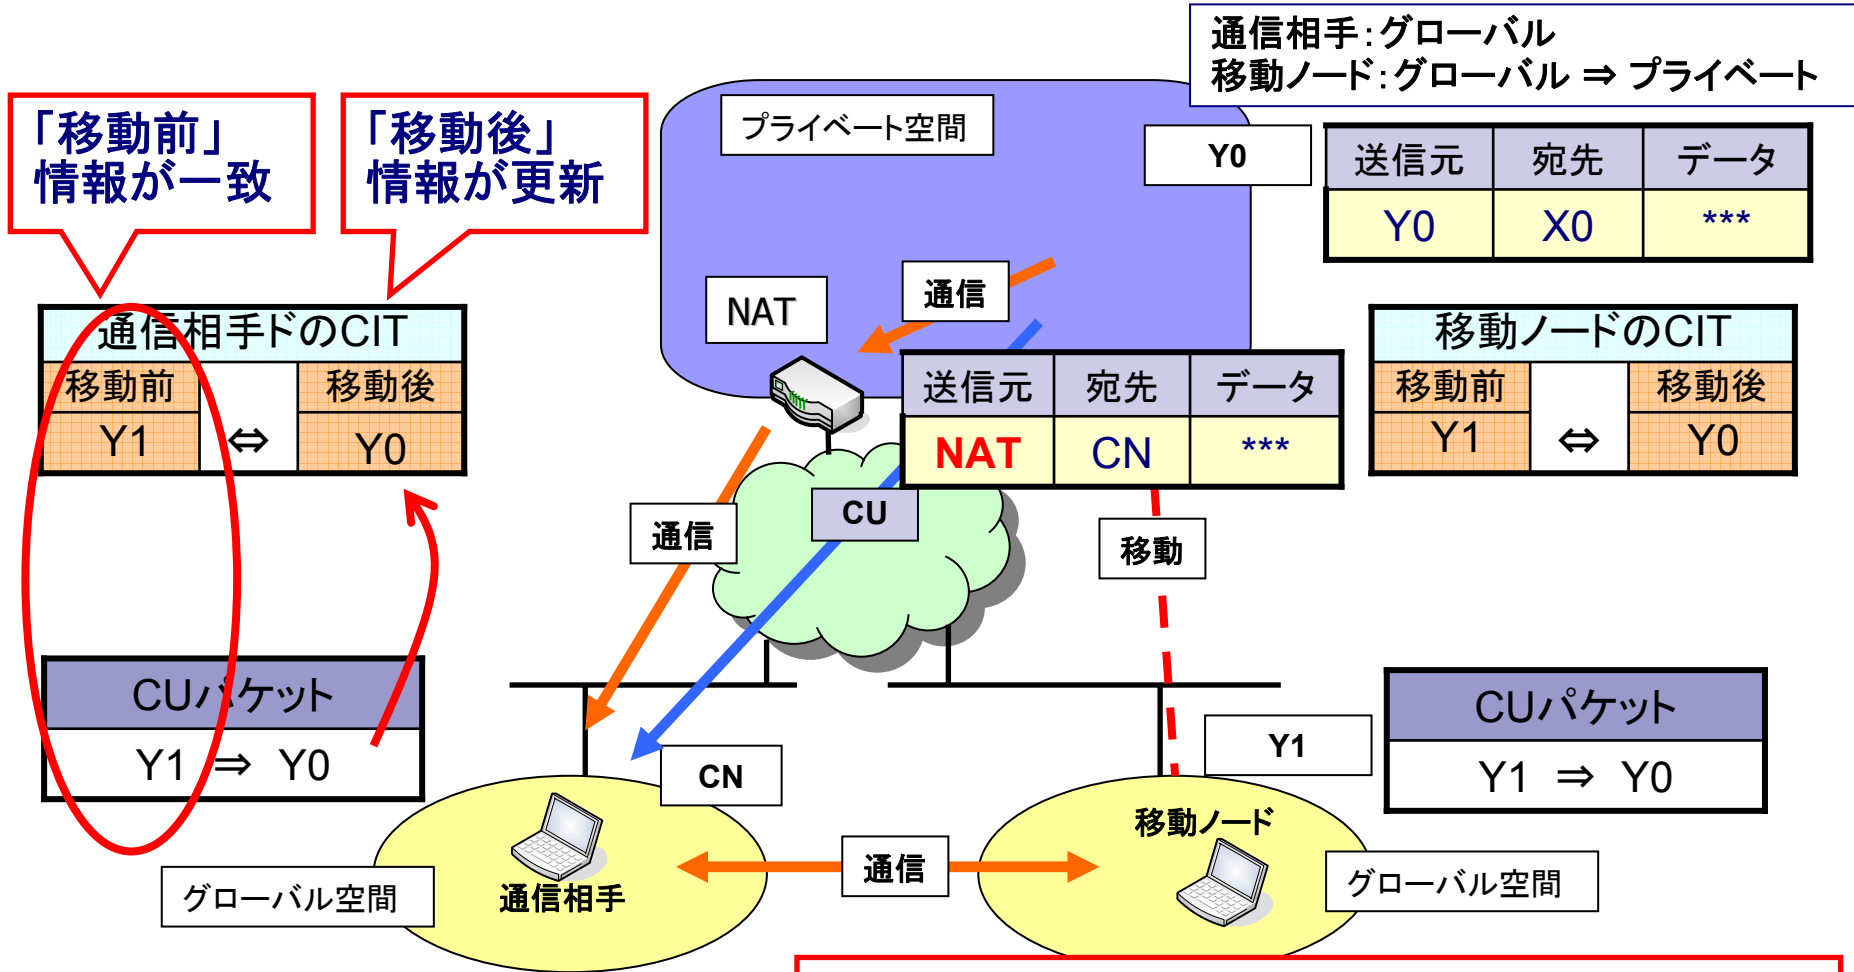 通信相手：グローバル
移動ノード：グローバル ⇒ プライベート
「移動前」
情報が一致
「移動後」
情報が更新
プライベート空間
Y0
送信元 宛先 データ
Y0 X0 ***
NAT
通信
通信相手ドのCIT
移動前 移動後
Y1 ⇔ Y0
送信元 宛先 データ
NAT CN ***
移動ノードのCIT
移動前 移動後
Y1 ⇔ Y0
通信
CU
移動
CUパケット
Y1 ⇒ Y0
CN
Y1
CUパケット
Y1 ⇒ Y0
移動ノード
通信
グローバル空間
通信相手
グローバル空間